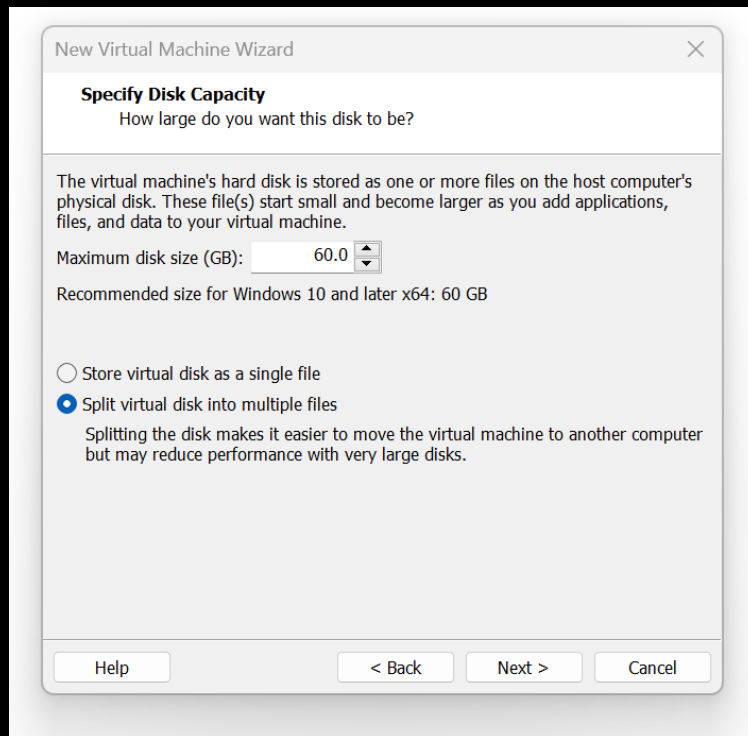 New Virtual Machine Wizard
Specify Disk Capacity
How large do you want this disk to be?
The virtual machine's hard disk is stored as one or more files on the host computer's
physical disk. These file(s) start small and become larger as you add applications,
files, and data to your virtual machine.
Maximum disk size (GB): 60.0
Recommended size for Windows 10 and later x64: 60 GB
Store virtual disk as a single file
Split virtual disk into multiple files
Splitting the disk makes it easier to move the virtual machine to another computer
but may reduce performance with very large disks.
Help < Back Next > Cancel